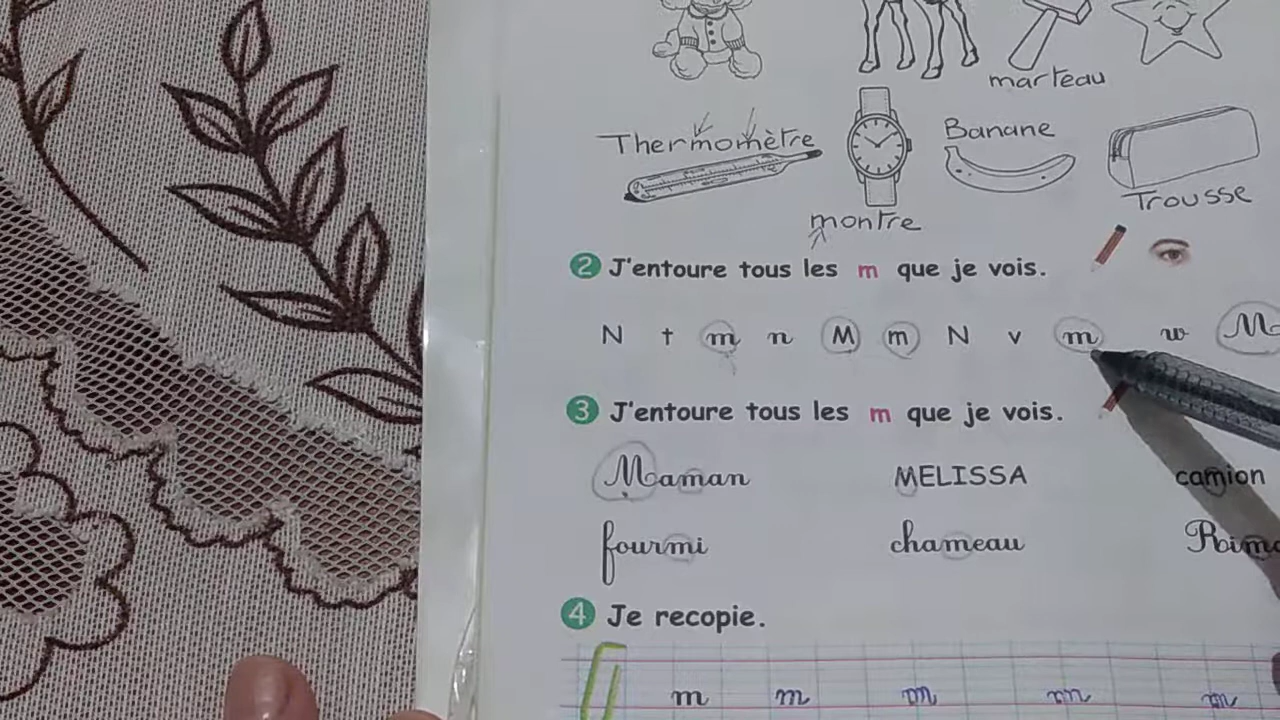 marteau
Thermomètre
Banane
montre
Trousse
2 J'entoure tous les m que je vois.
N t m n M m N v m w M
3 J'entoure tous les m que je vois.
Maman MELISSA camion
fourmi chameau
4 Je recopie.
m m m m m